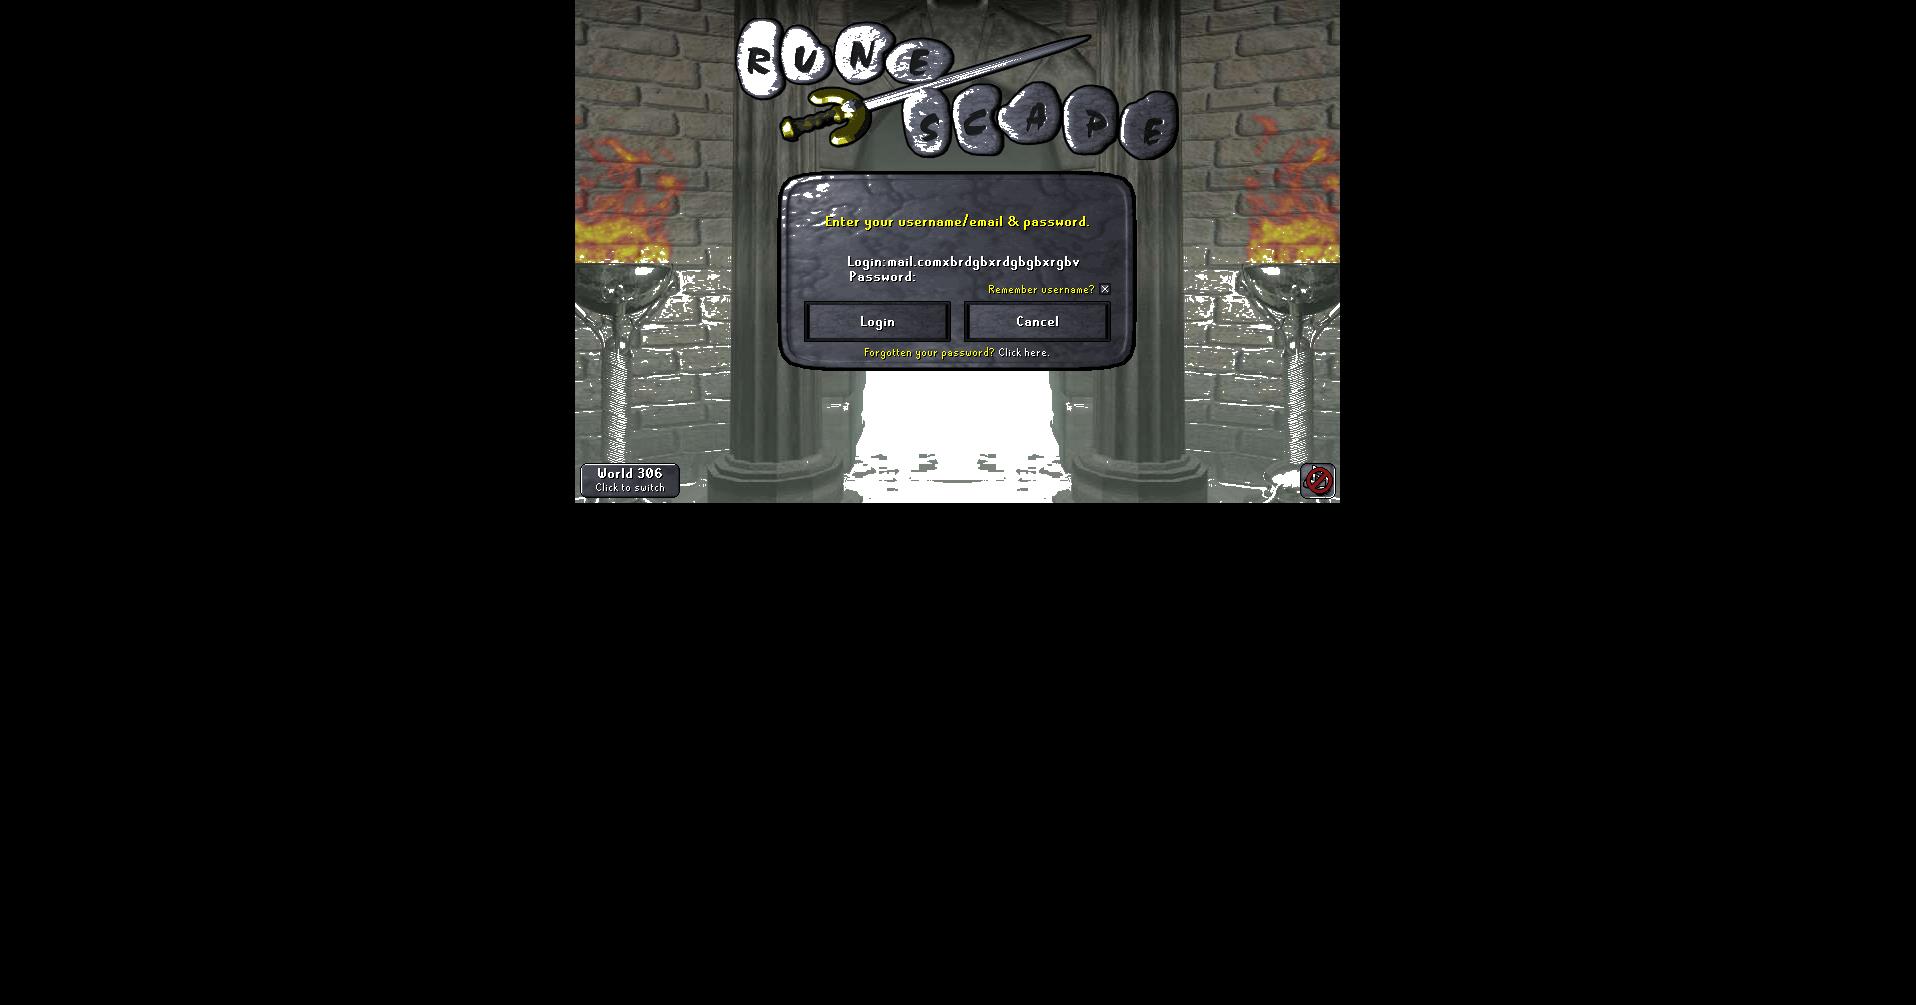 RUNE
SCAPE
Enter your username/email & password.
Login:mail.comxbrdgbxrdgbgbxrgbv
Password:
Remember username?
Login Cancel
Forgotten your password? Click here.
World 306
Click to switch